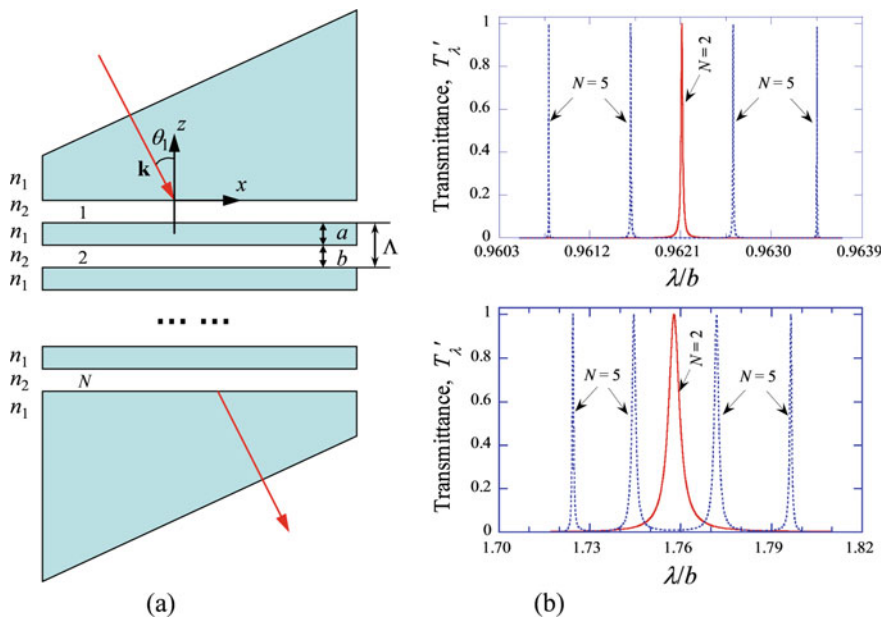 θ₁
z
k
x
n₁
n₂
1
n₁
a
Λ
n₂
2
b
n₁
... ...
n₁
n₂
N
n₁
(a)
Transmittance, T′λ
1
0.8
0.6
0.4
0.2
0
N = 5
N = 2
N = 5
0.9603
0.9612
0.9621
0.9630
0.9639
λ/b
Transmittance, T′λ
1
0.8
0.6
0.4
0.2
0
N = 5
N = 2
N = 5
1.70
1.73
1.76
1.79
1.82
λ/b
(b)